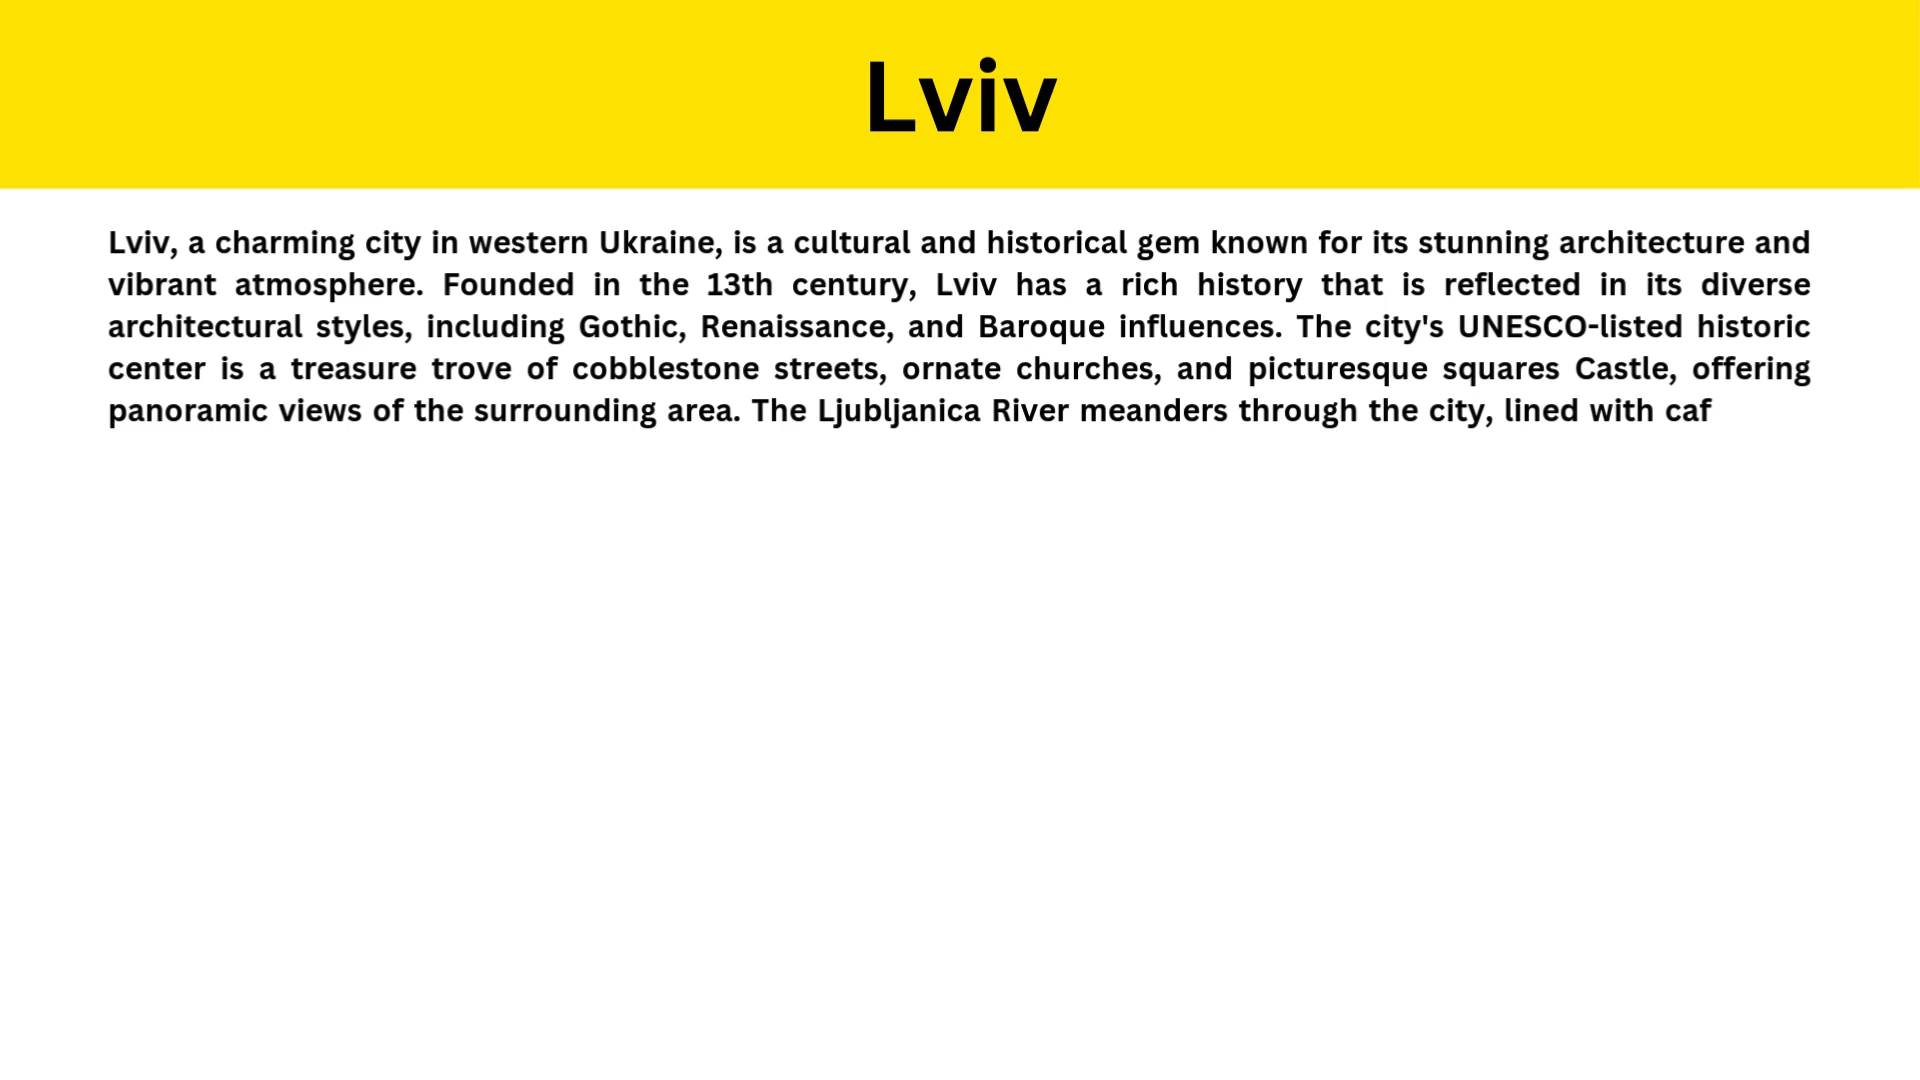 Lviv
Lviv, a charming city in western Ukraine, is a cultural and historical gem known for its stunning architecture and
vibrant atmosphere. Founded in the 13th century, Lviv has a rich history that is reflected in its diverse
architectural styles, including Gothic, Renaissance, and Baroque influences. The city's UNESCO-listed historic
center is a treasure trove of cobblestone streets, ornate churches, and picturesque squares Castle, offering
panoramic views of the surrounding area. The Ljubljanica River meanders through the city, lined with caf